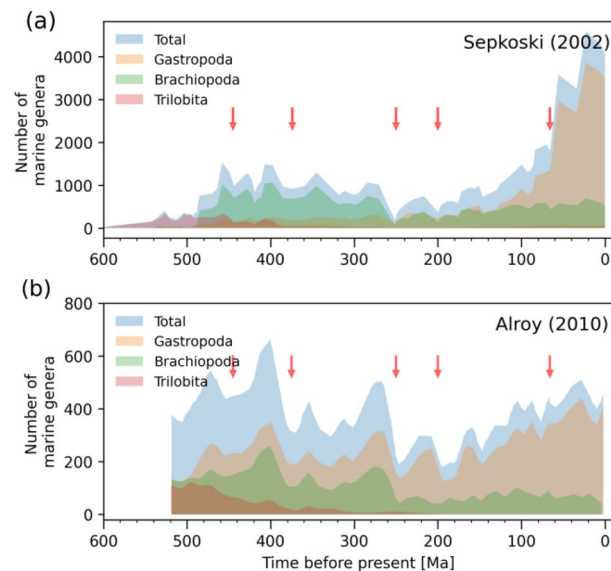 (a)
Sepkoski (2002)
Total
Gastropoda
Brachiopoda
Trilobita
Number of
marine genera
4000
3000
2000
1000
0
600 500 400 300 200 100 0
(b)
Alroy (2010)
Total
Gastropoda
Brachiopoda
Trilobita
Number of
marine genera
800
600
400
200
0
600 500 400 300 200 100 0
Time before present [Ma]